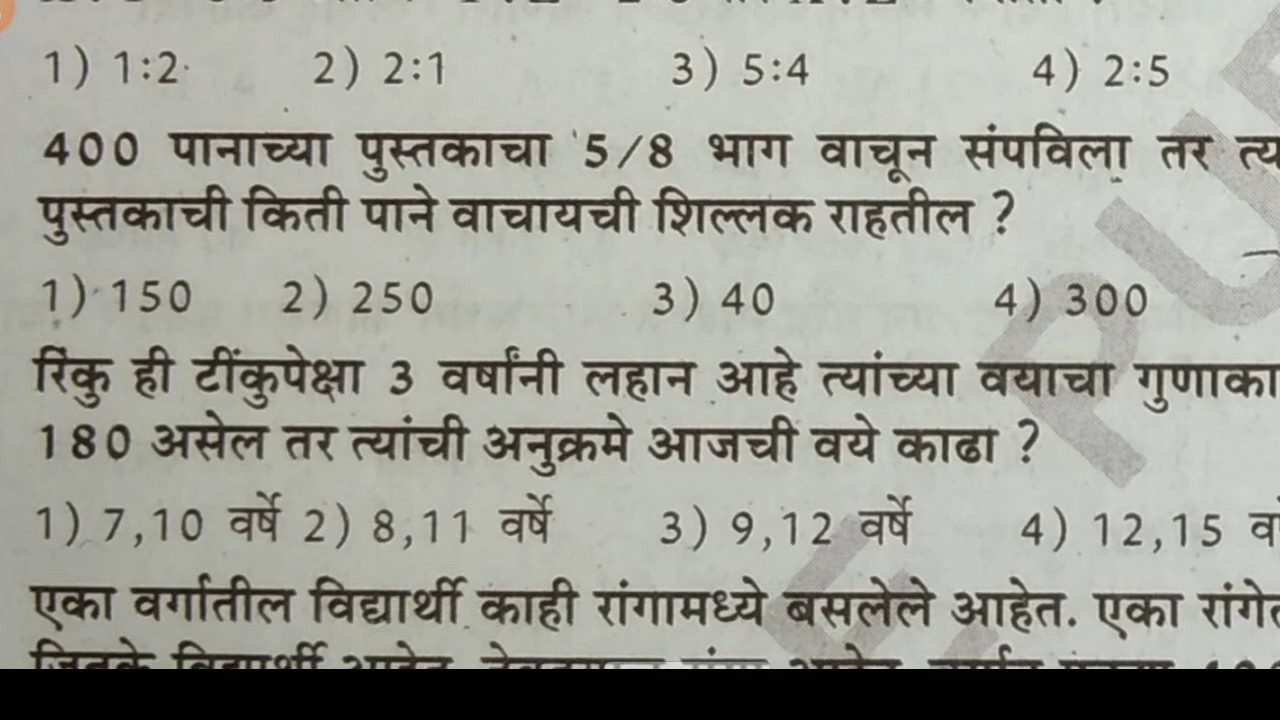 1) 1:2 2) 2:1 3) 5:4 4) 2:5
400 पानाच्या पुस्तकाचा 5/8 भाग वाचून संपविला तर
पुस्तकाची किती पाने वाचायची शिल्लक राहतील ?
1) 150 2) 250 3) 40 4) 300
रिंकु ही टींकुपेक्षा 3 वर्षांनी लहान आहे त्यांच्या वयाचा गुणाका
180 असेल तर त्यांची अनुक्रमे आजची वये काढा ?
1) 7,10 वर्षे 2) 8,11 वर्षे 3) 9,12 वर्षे 4) 12,15
एका वर्गातील विद्यार्थी काही रांगामध्ये बसलेले आहेत. एका